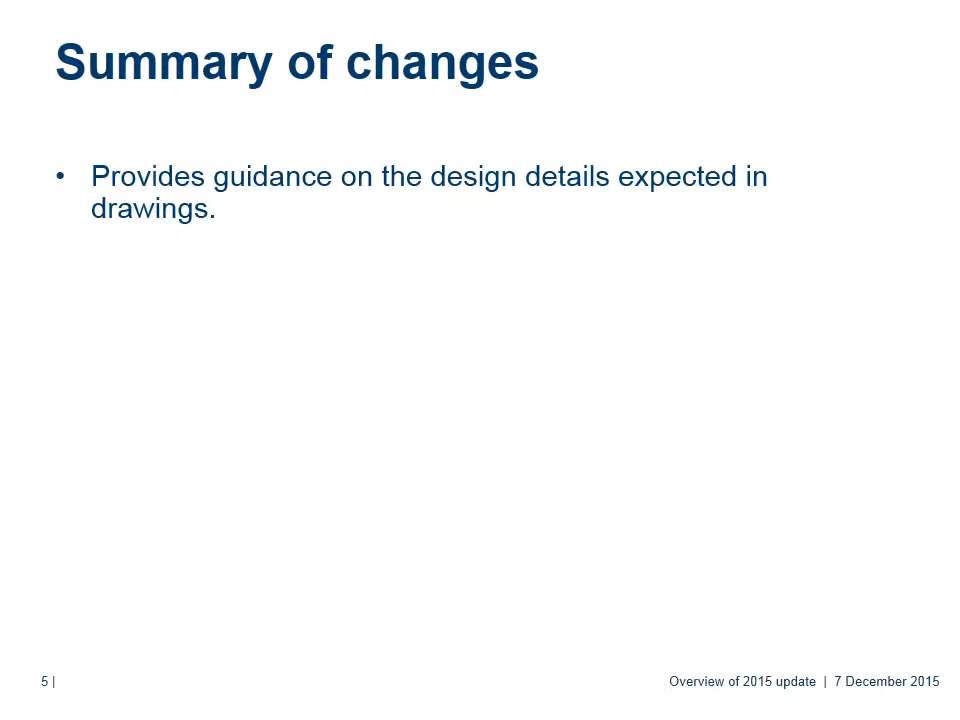 Summary of changes
• Provides guidance on the design details expected in
drawings.
5 |
Overview of 2015 update | 7 December 2015